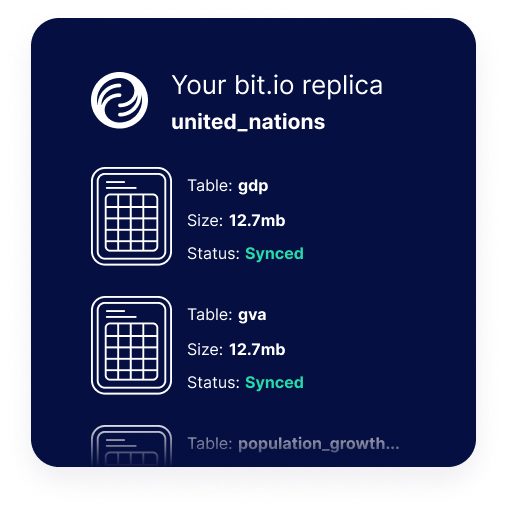 Your bit.io replica
united_nations
Table: gdp
Size: 12.7mb
Status: Synced
Table: gva
Size: 12.7mb
Status: Synced
Table: population_growth...